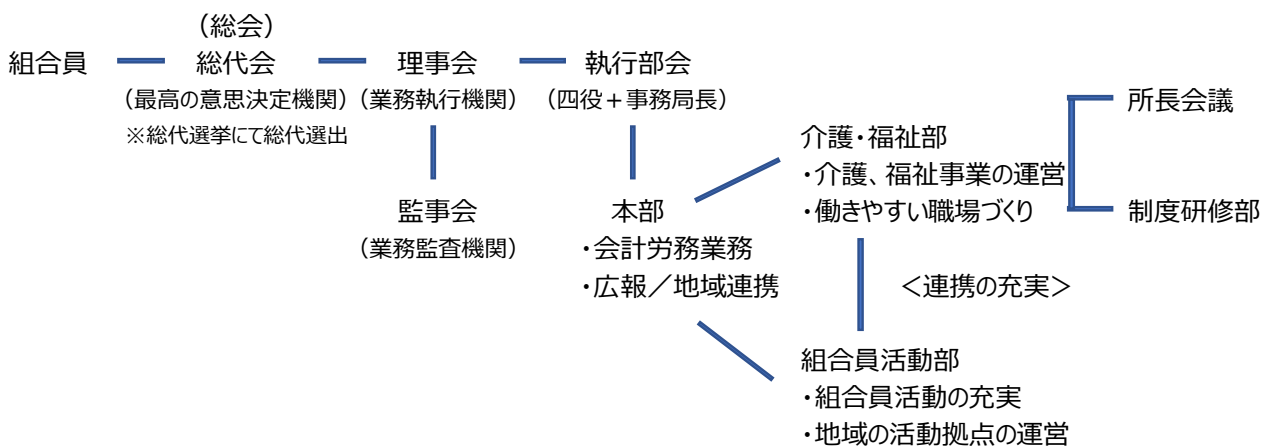 （総会）
組合員
総代会
理事会
執行部会
（最高の意思決定機関）
（業務執行機関）
（四役＋事務局長）
※総代選挙にて総代選出
監事会
（業務監査機関）
本部
・会計労務業務
・広報／地域連携
介護・福祉部
・介護、福祉事業の運営
・働きやすい職場づくり
所長会議
制度研修部
＜連携の充実＞
組合員活動部
・組合員活動の充実
・地域の活動拠点の運営